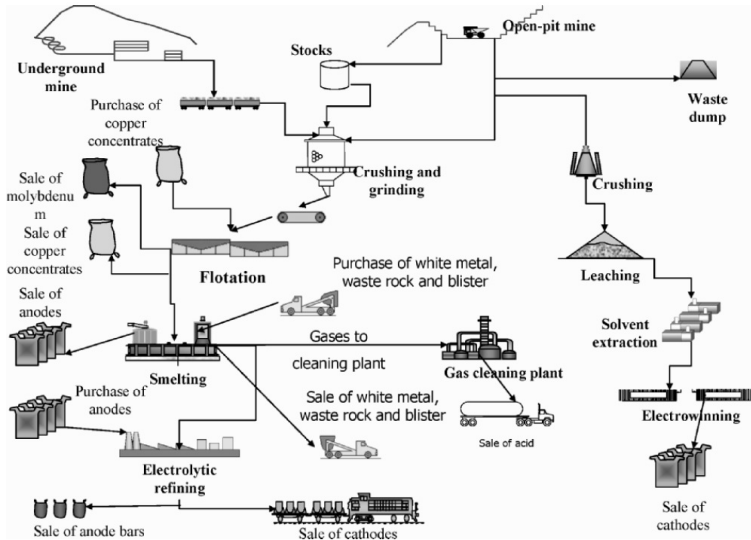 Open-pit mine
Stocks
Underground
mine
Waste
dump
Purchase of
copper
concentrates
Crushing and
grinding
Crushing
Sale of
molybdenu
m
Sale of
copper
concentrates
Flotation
Leaching
Purchase of white metal,
waste rock and blister
Sale of
anodes
Solvent
extraction
Gases to
cleaning plant
Smelting
Gas cleaning plant
Purchase of
anodes
Sale of white metal,
waste rock and blister
Electrowinning
Sale of acid
Electrolytic
refining
Sale of
cathodes
Sale of anode bars
Sale of cathodes